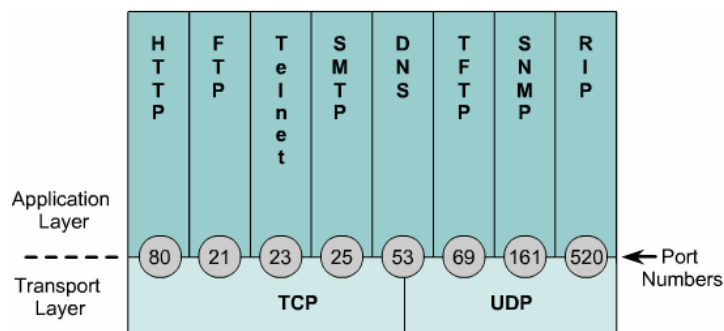 HTTP
FTP
Telnet
SMTP
DNS
TFTP
SNMP
RIP
Application
Layer
80 21 23 25 53 69 161 520
Port
Numbers
Transport
Layer
TCP UDP